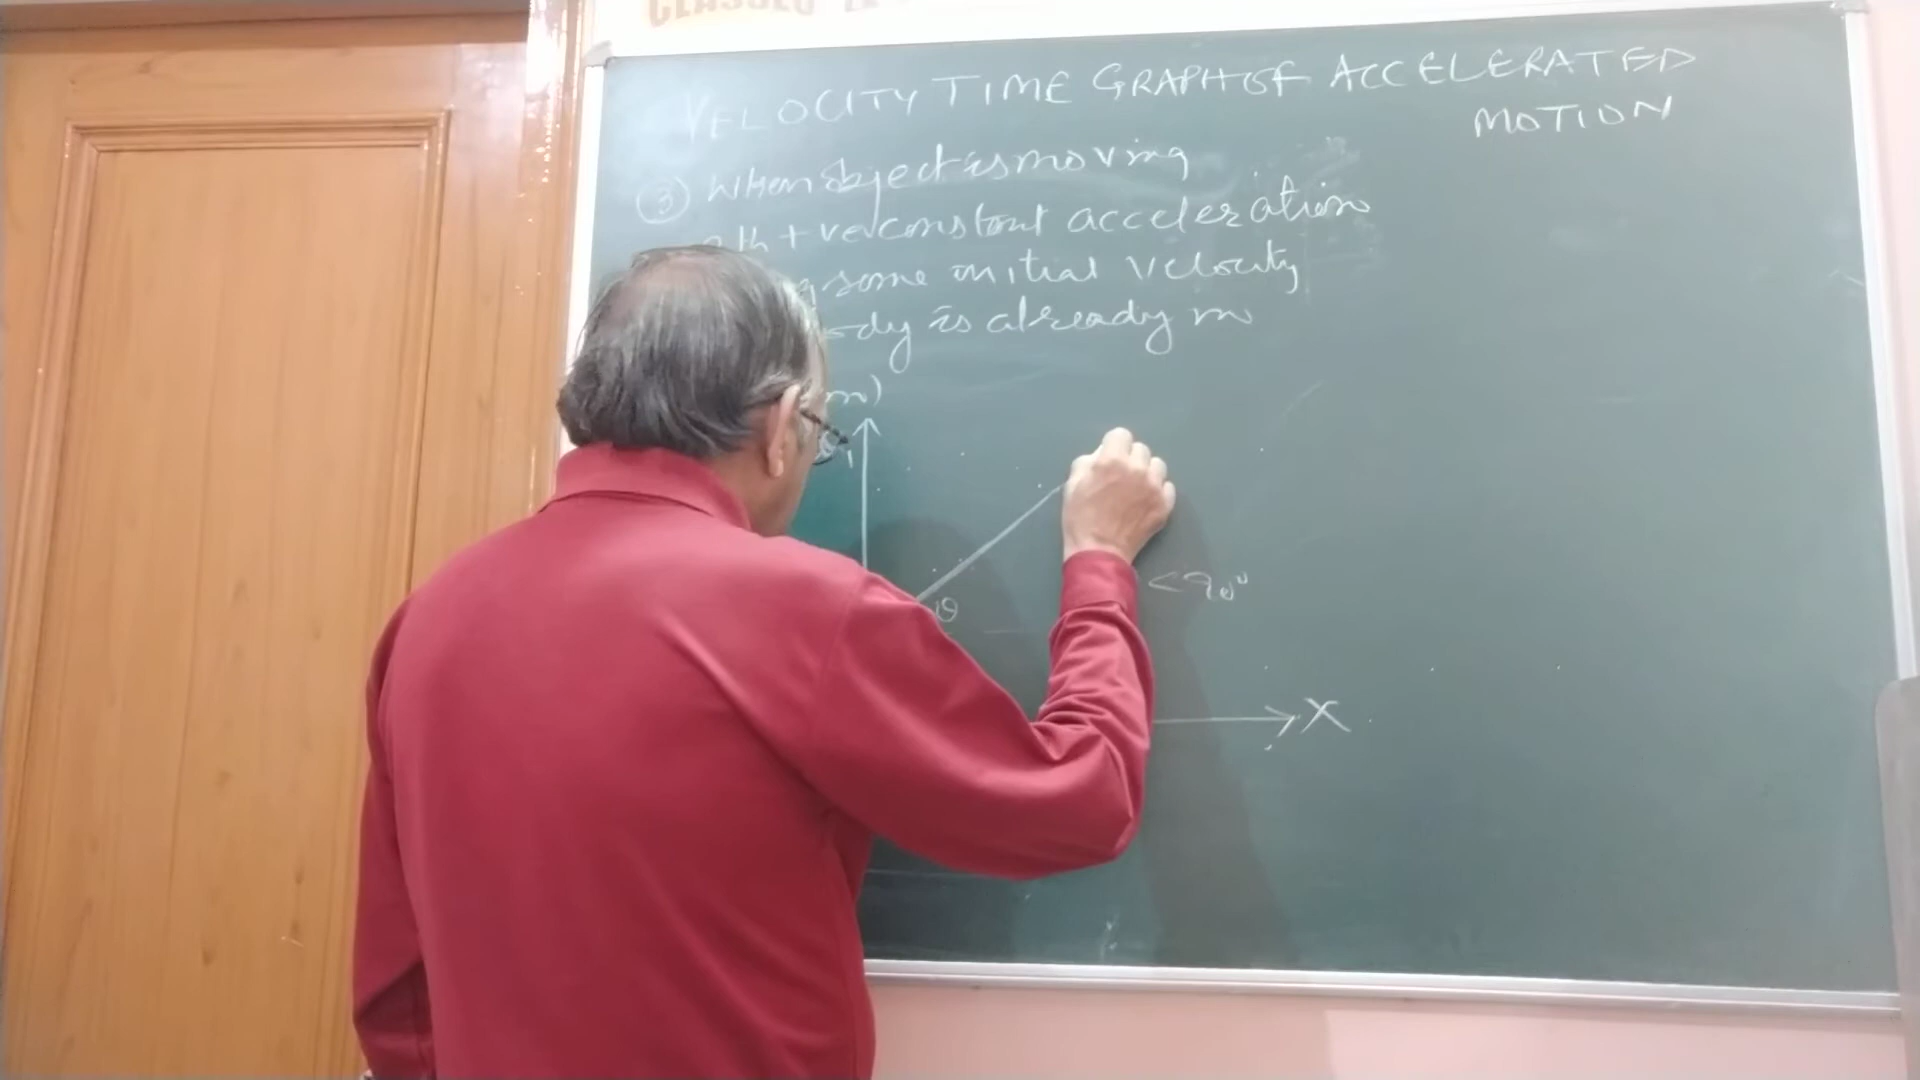 VELOCITY TIME GRAPH OF ACCELERATED
MOTION
③ When object is moving
+ve constant acceleration
some initial velocity
is already in
θ
< 90°
X